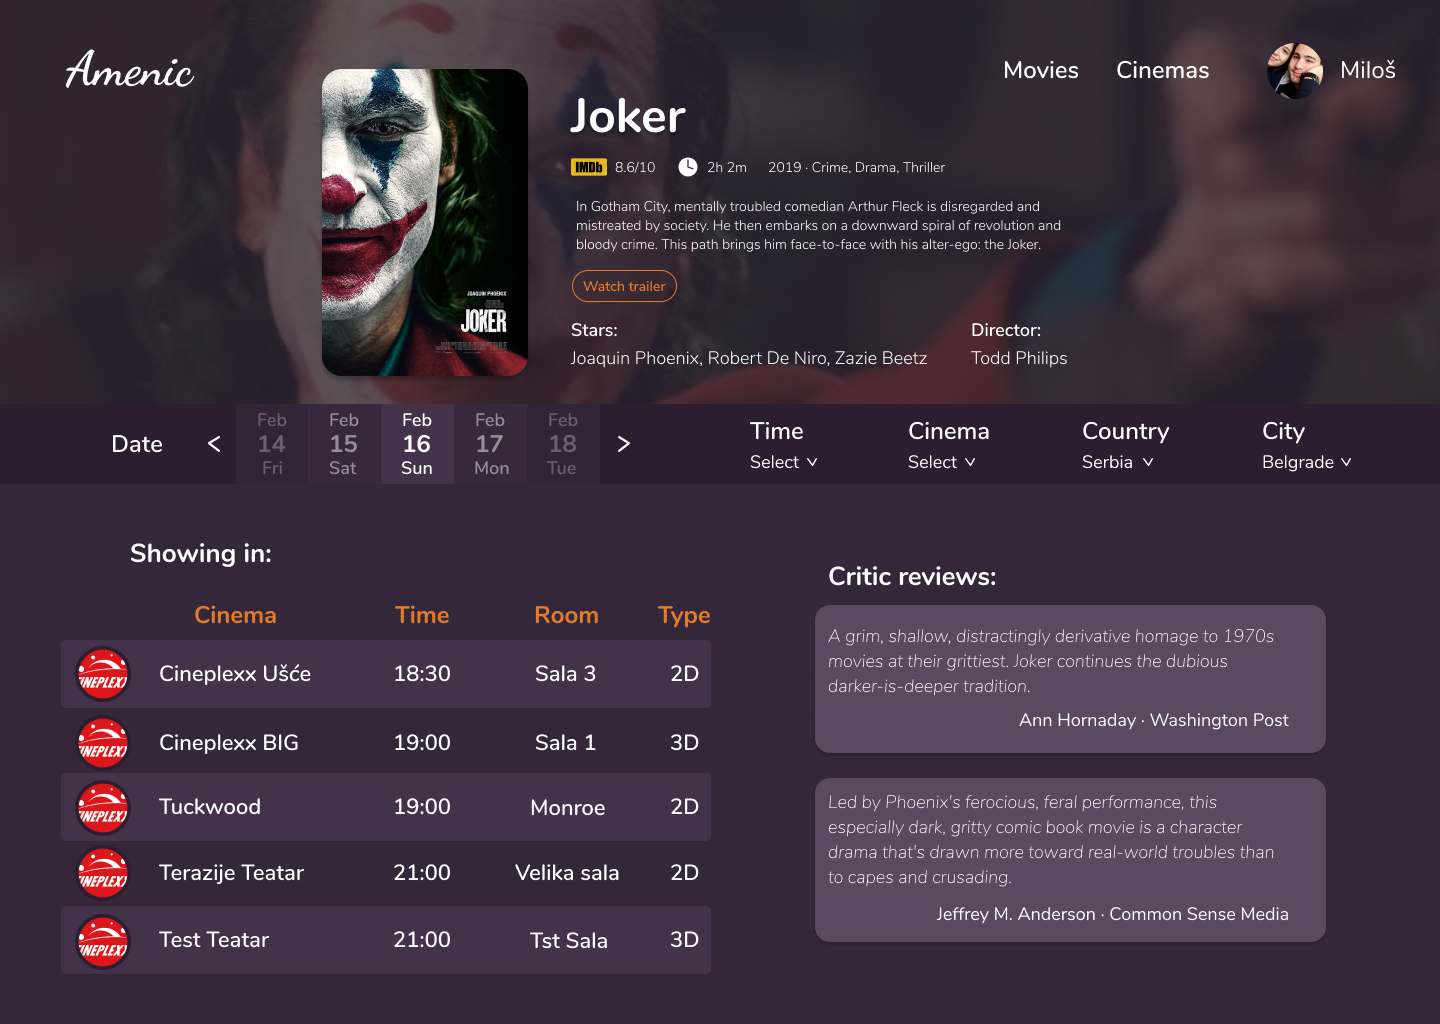 Amenic
Movies
Cinemas
Miloš
JOAQUIN PHOENIX
JOKER
Joker
IMDb 8.6/10 2h 2m 2019 · Crime, Drama, Thriller
In Gotham City, mentally troubled comedian Arthur Fleck is disregarded and
mistreated by society. He then embarks on a downward spiral of revolution and
bloody crime. This path brings him face-to-face with his alter-ego: the Joker.
Watch trailer
Stars:
Joaquin Phoenix, Robert De Niro, Zazie Beetz
Director:
Todd Philips
Date
<
Feb
14
Fri
Feb
15
Sat
Feb
16
Sun
Feb
17
Mon
Feb
18
Tue
>
Time
Select
Cinema
Select
Country
Serbia
City
Belgrade
Showing in:
Cinema Time Room Type
INEPLEX Cineplexx Ušće 18:30 Sala 3 2D
INEPLEX Cineplexx BIG 19:00 Sala 1 3D
INEPLEX Tuckwood 19:00 Monroe 2D
INEPLEX Terazije Teatar 21:00 Velika sala 2D
INEPLEX Test Teatar 21:00 Tst Sala 3D
Critic reviews:
A grim, shallow, distractingly derivative homage to 1970s
movies at their grittiest. Joker continues the dubious
darker-is-deeper tradition.
Ann Hornaday · Washington Post
Led by Phoenix's ferocious, feral performance, this
especially dark, gritty comic book movie is a character
drama that's drawn more toward real-world troubles than
to capes and crusading.
Jeffrey M. Anderson · Common Sense Media